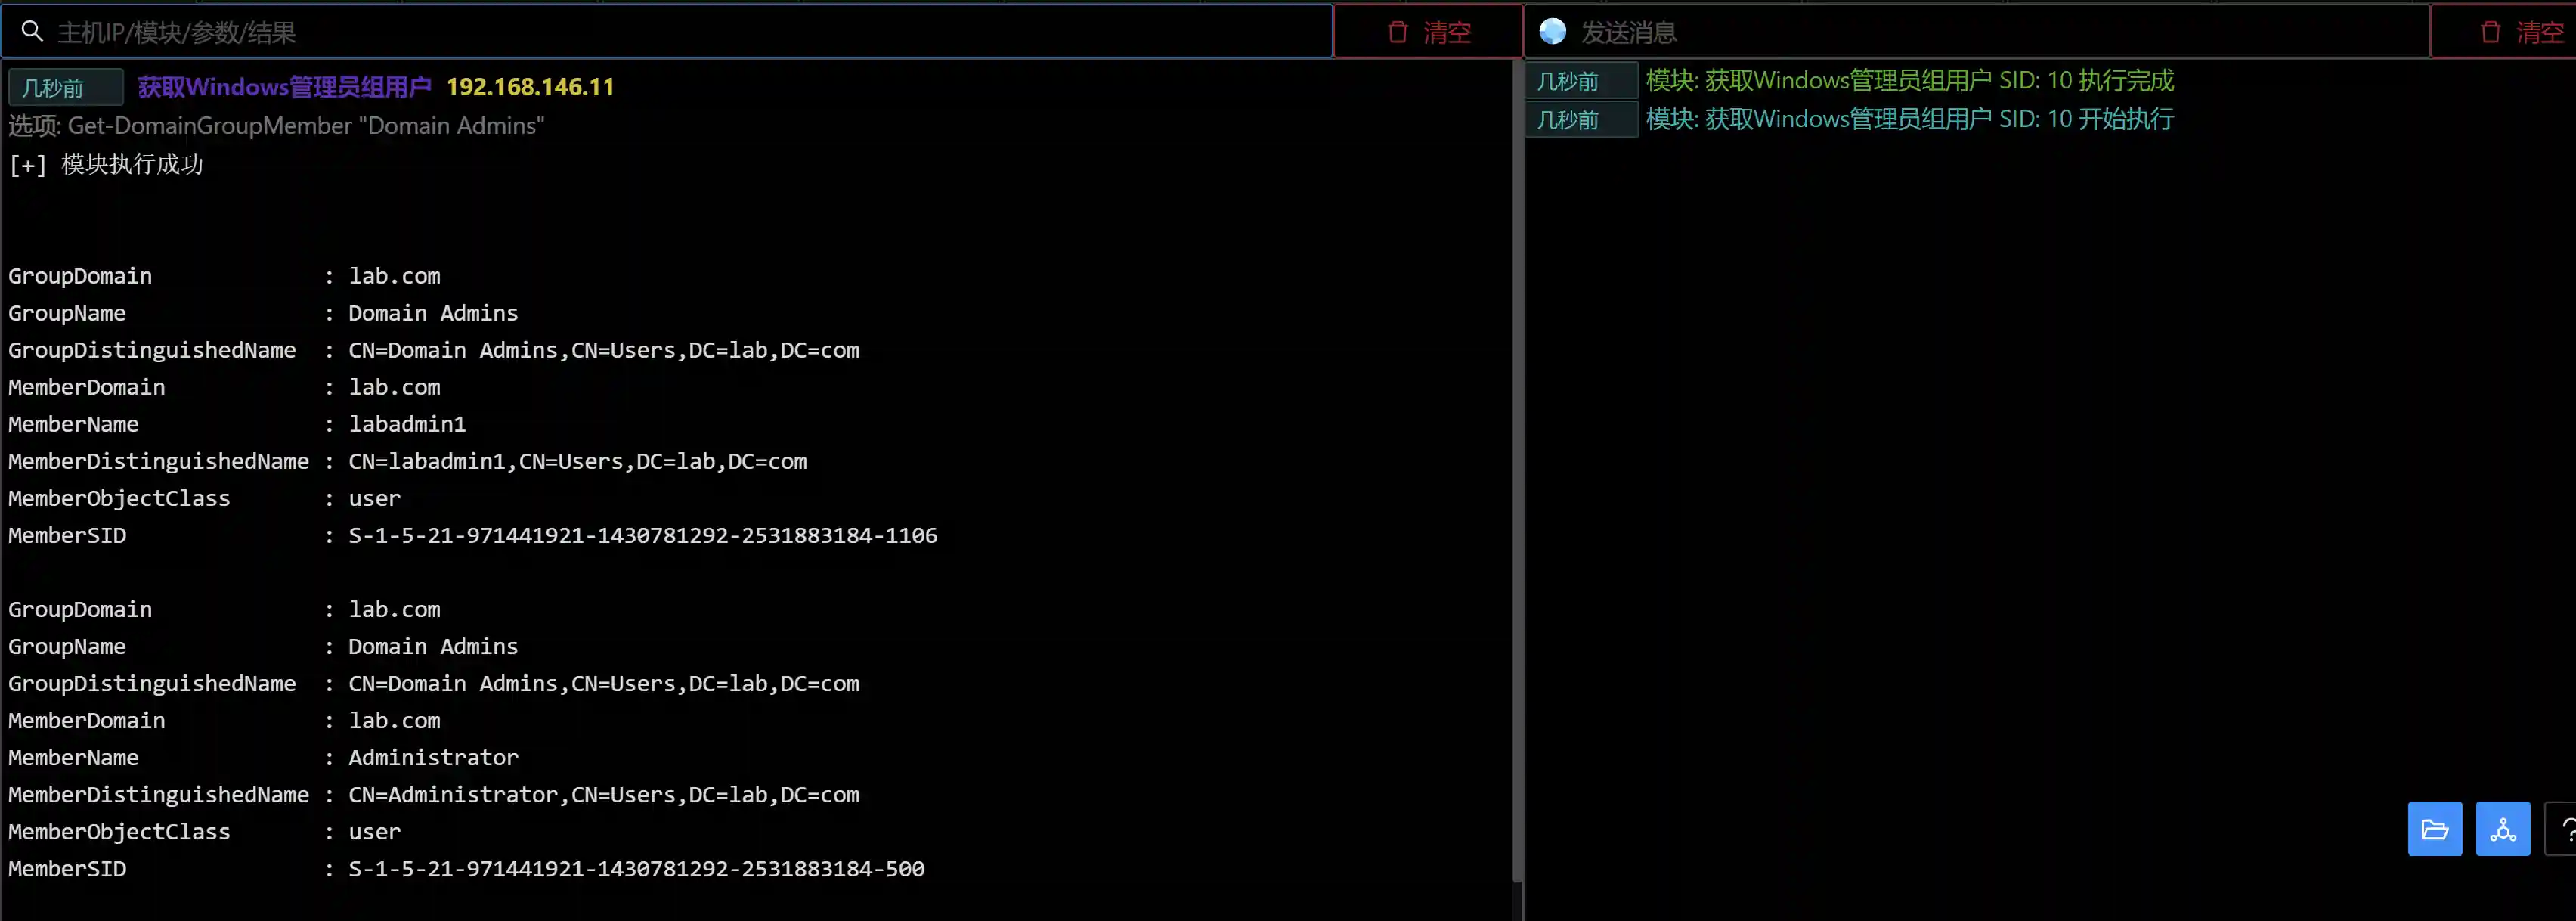 主机IP/模块/参数/结果
清空
几秒前 获取Windows管理员组用户 192.168.146.11
选项: Get-DomainGroupMember "Domain Admins"
[+] 模块执行成功
GroupDomain : lab.com
GroupName : Domain Admins
GroupDistinguishedName : CN=Domain Admins,CN=Users,DC=lab,DC=com
MemberDomain : lab.com
MemberName : labadmin1
MemberDistinguishedName : CN=labadmin1,CN=Users,DC=lab,DC=com
MemberObjectClass : user
MemberSID : S-1-5-21-971441921-1430781292-2531883184-1106
GroupDomain : lab.com
GroupName : Domain Admins
GroupDistinguishedName : CN=Domain Admins,CN=Users,DC=lab,DC=com
MemberDomain : lab.com
MemberName : Administrator
MemberDistinguishedName : CN=Administrator,CN=Users,DC=lab,DC=com
MemberObjectClass : user
MemberSID : S-1-5-21-971441921-1430781292-2531883184-500
发送消息
清空
几秒前 模块: 获取Windows管理员组用户 SID: 10 执行完成
几秒前 模块: 获取Windows管理员组用户 SID: 10 开始执行